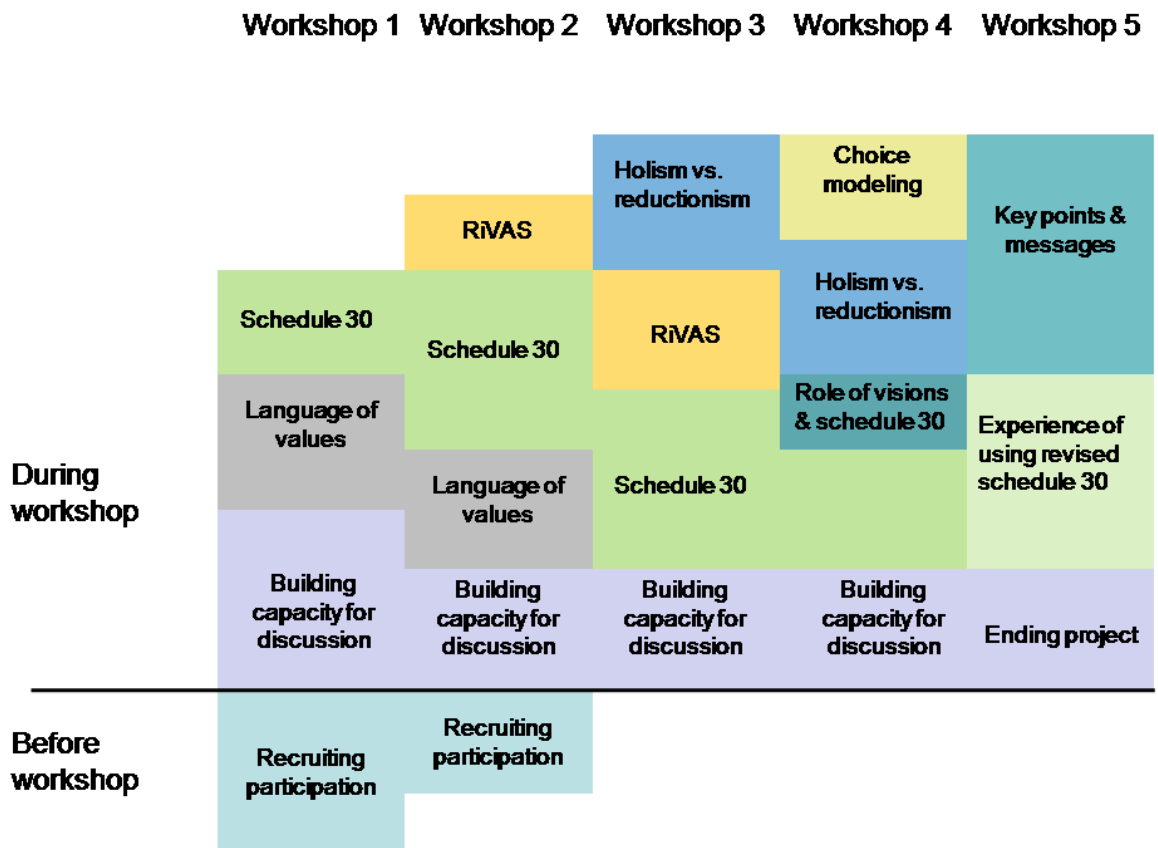 Workshop 1
Workshop 2
Workshop 3
Workshop 4
Workshop 5
During
workshop
Before
workshop
Schedule 30
Language of
values
Building
capacity for
discussion
Recruiting
participation
RiVAS
Schedule 30
Language of
values
Building
capacity for
discussion
Recruiting
participation
Holism vs.
reductionism
RiVAS
Schedule 30
Building
capacity for
discussion
Choice
modeling
Holism vs.
reductionism
Role of visions
& schedule 30
Building
capacity for
discussion
Key points &
messages
Experience of
using revised
schedule 30
Ending project